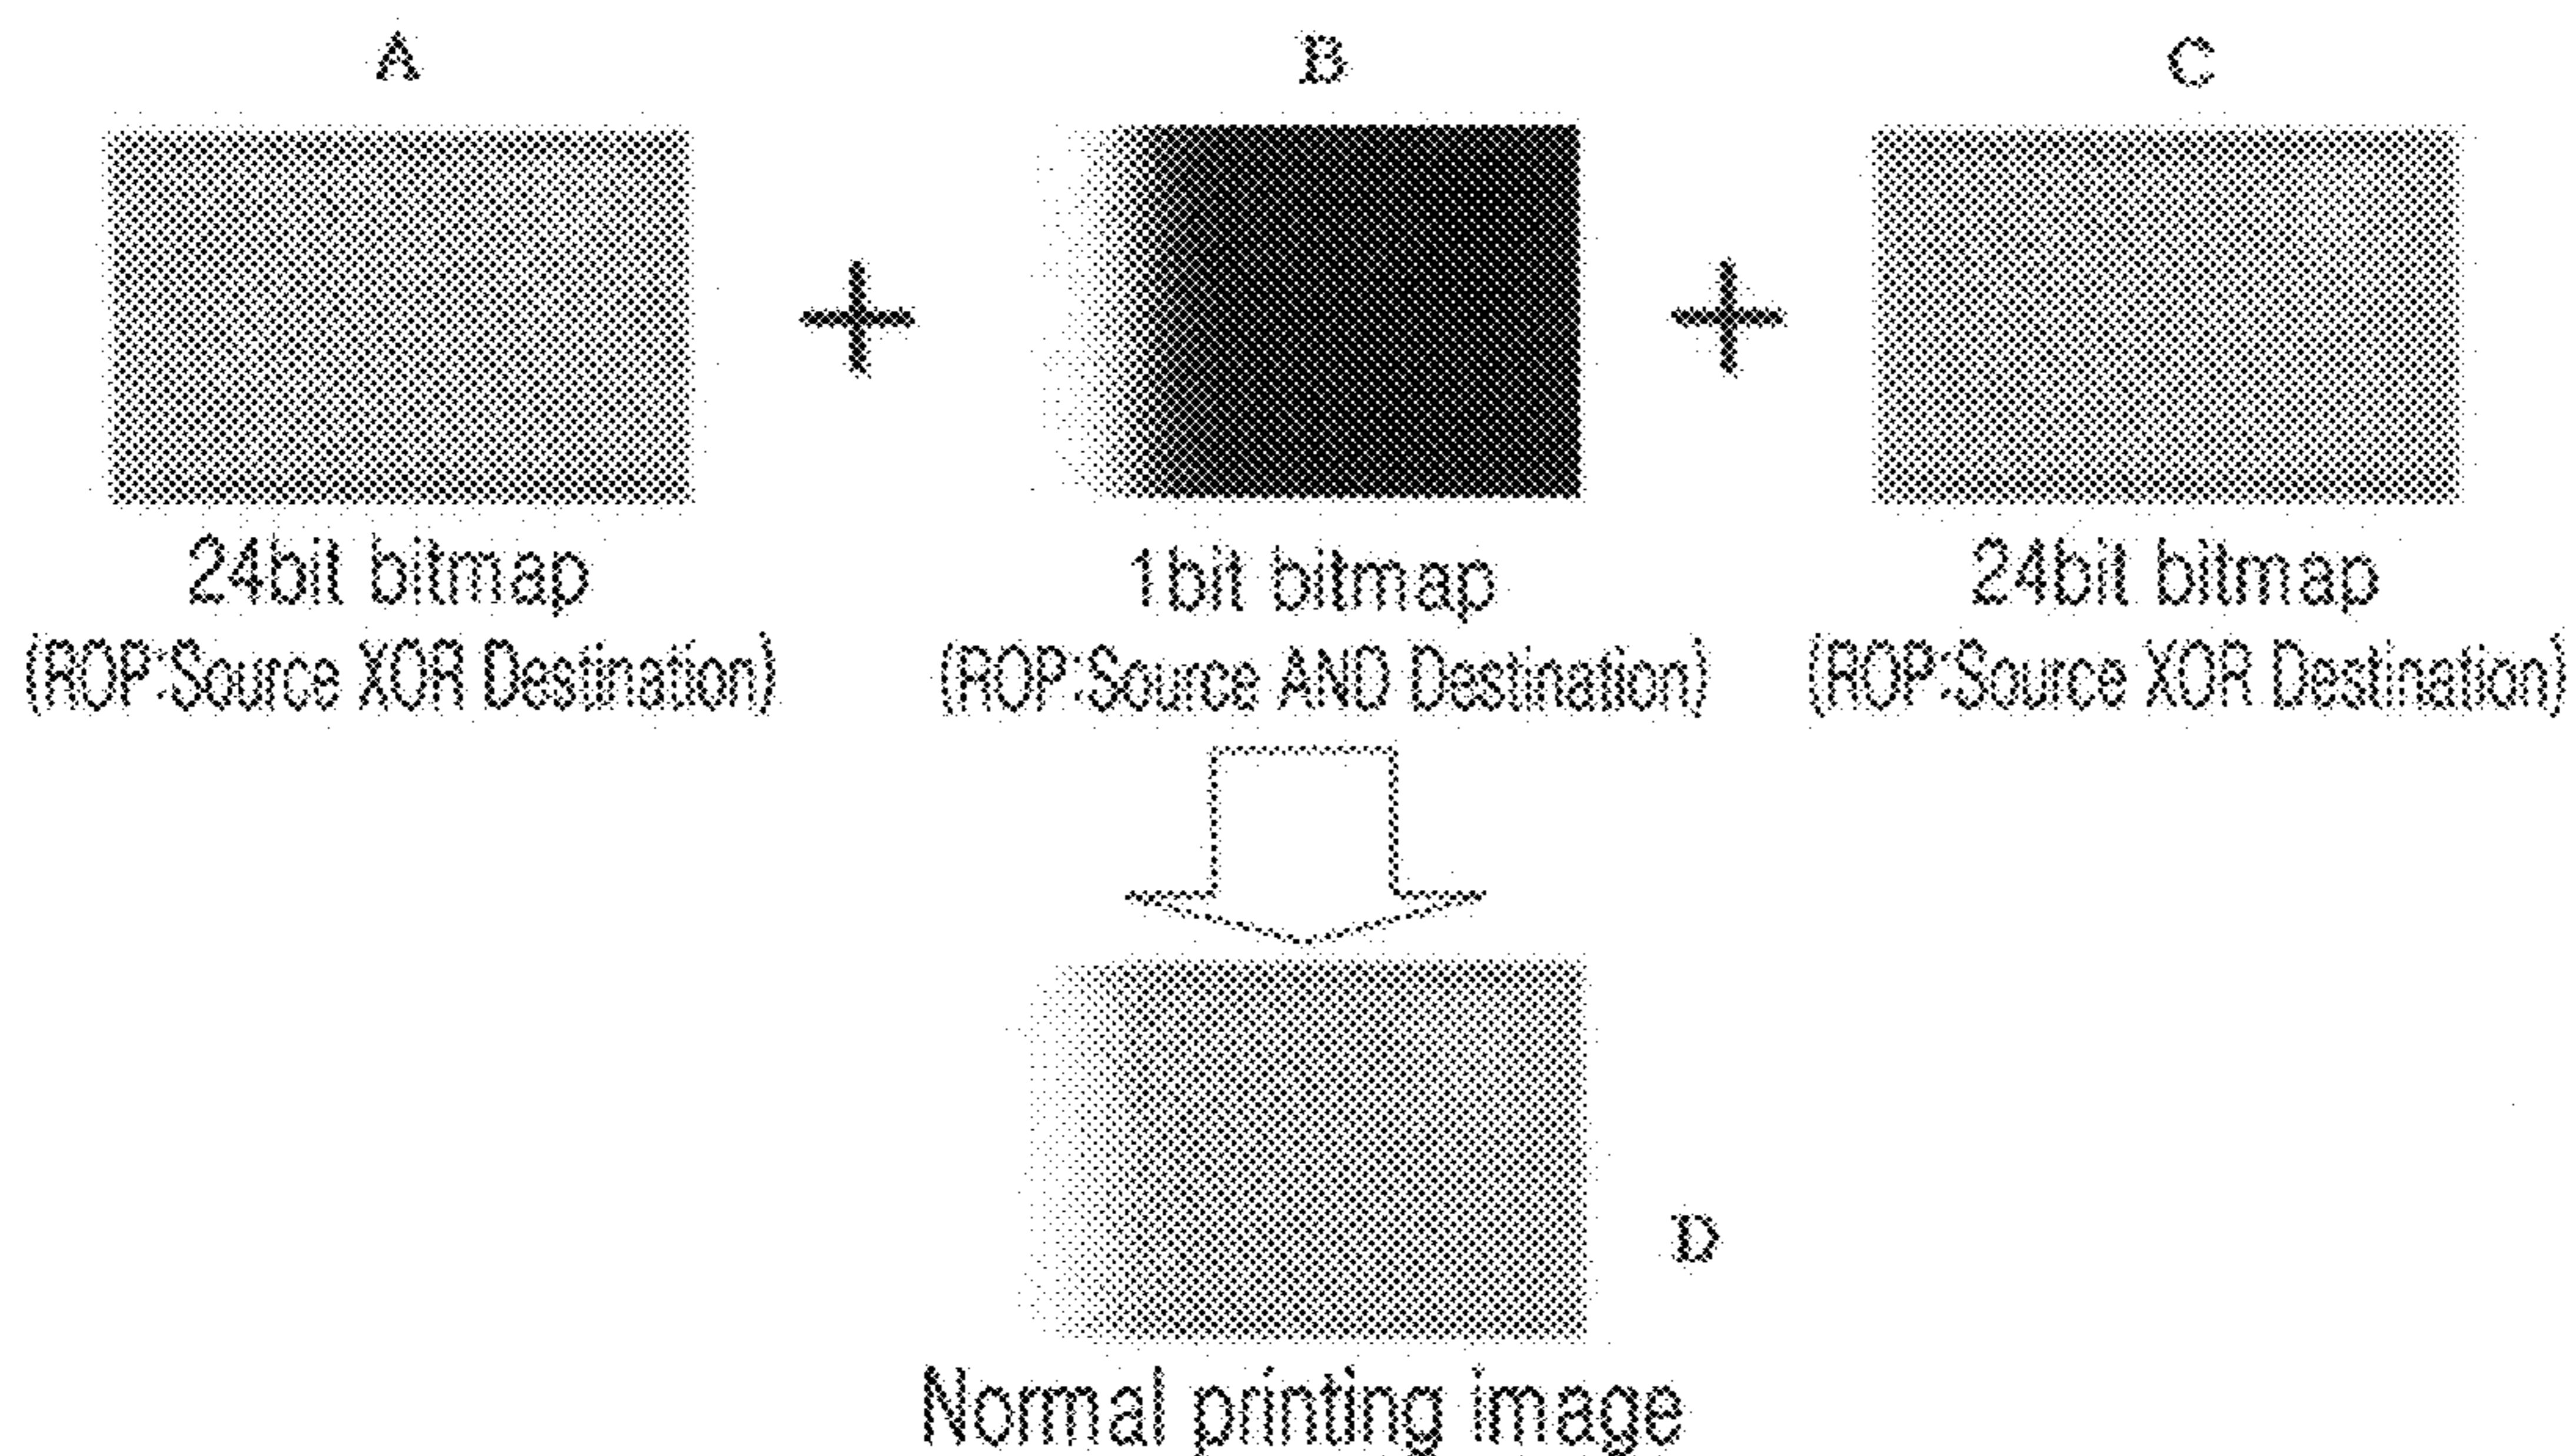 A
B
C
+
+
24bit bitmap
(ROP:Source XOR Destination)
1bit bitmap
(ROP:Source AND Destination)
24bit bitmap
(ROP:Source XOR Destination)
D
Normal printing image